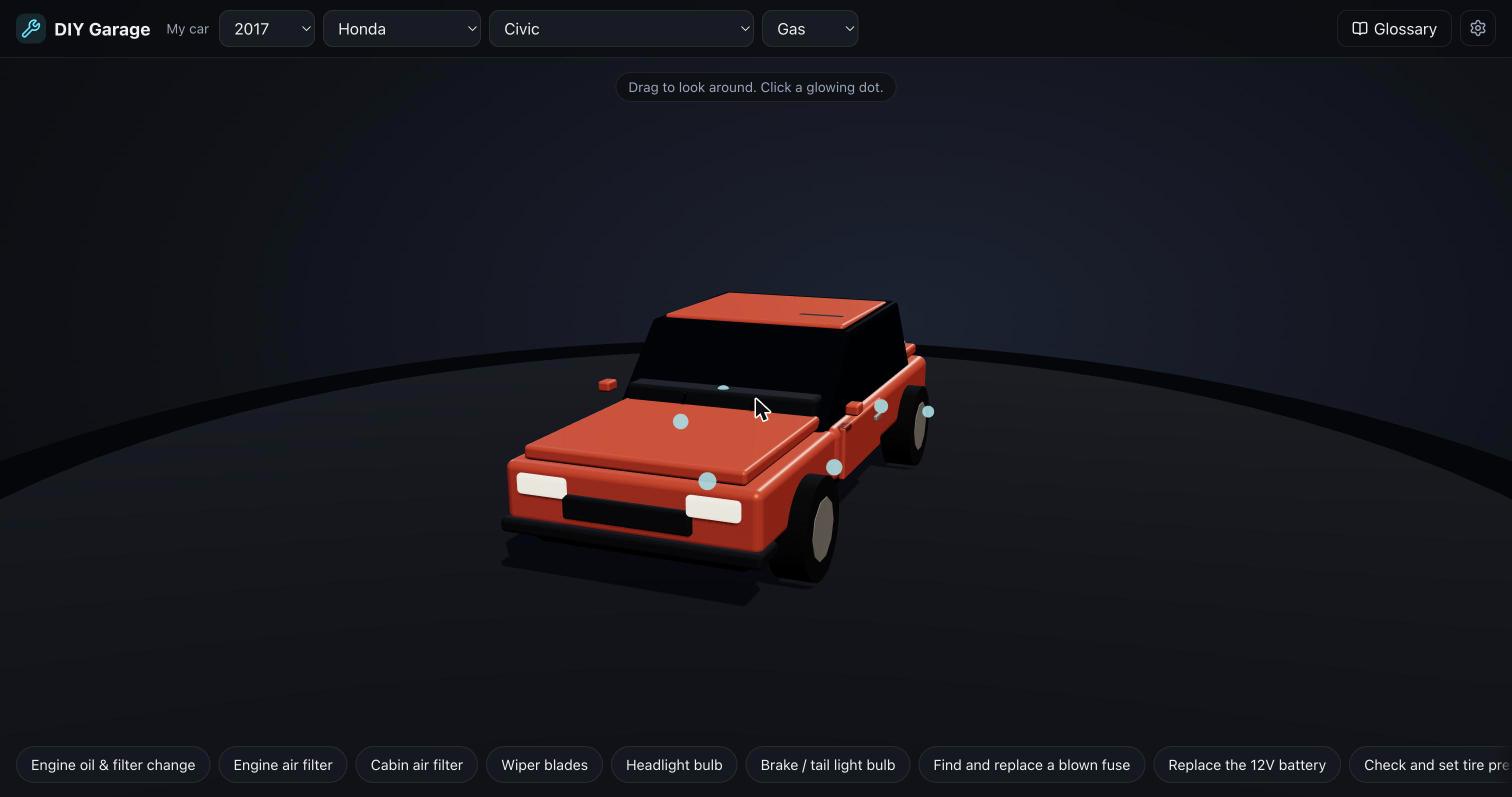 DIY Garage
My car
2017
Honda
Civic
Gas
Glossary
Drag to look around. Click a glowing dot.
Engine oil & filter change
Engine air filter
Cabin air filter
Wiper blades
Headlight bulb
Brake / tail light bulb
Find and replace a blown fuse
Replace the 12V battery
Check and set tire pre